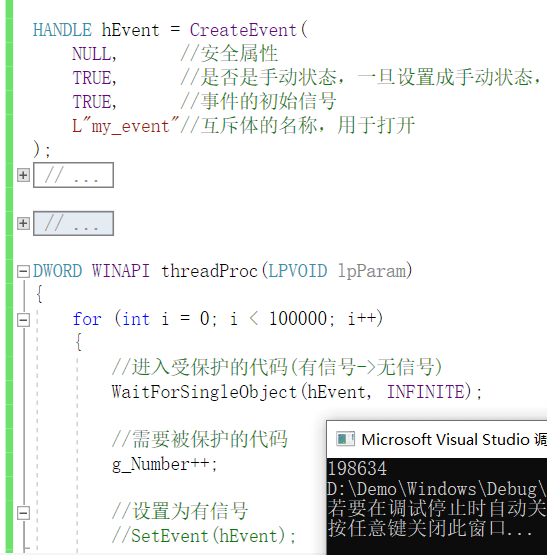 HANDLE hEvent = CreateEvent(
NULL, //安全属性
TRUE, //是否是手动状态，一旦设置成手动状态，
TRUE, //事件的初始信号
L"my_event"//互斥体的名称，用于打开
);
// ...
// ...
DWORD WINAPI threadProc(LPVOID lpParam)
{
for (int i = 0; i < 100000; i++)
{
//进入受保护的代码(有信号->无信号)
WaitForSingleObject(hEvent, INFINITE);
//需要被保护的代码
g_Number++;
//设置为有信号
//SetEvent(hEvent);
Microsoft Visual Studio 调
198634
D:\Demo\Windows\Debug\
若要在调试停止时自动关
按任意键关闭此窗口...